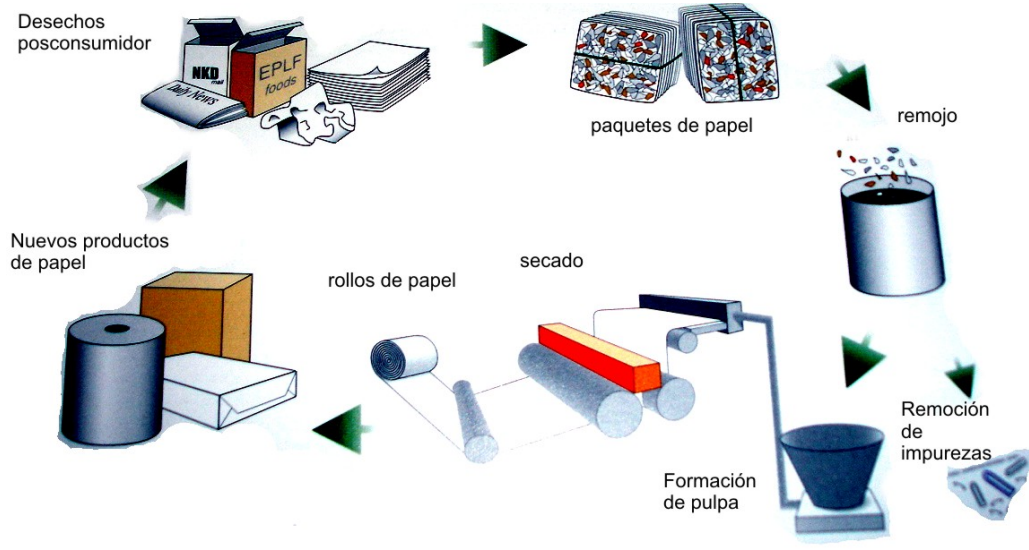 Desechos
posconsumidor
NKD
mail
EPLF
foods
Daily News
paquetes de papel
remojo
Remoción
de
impurezas
Formación
de pulpa
secado
rollos de papel
Nuevos productos
de papel